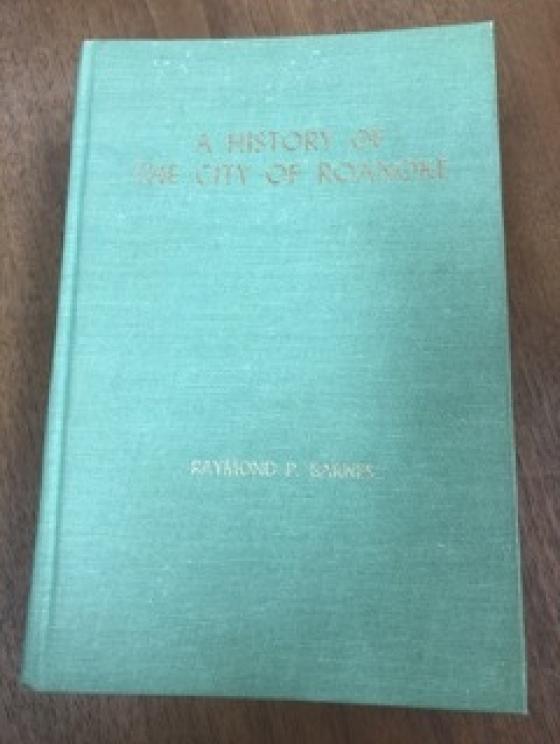 A HISTORY OF
THE CITY OF ROANOKE
RAYMOND P. BARNES